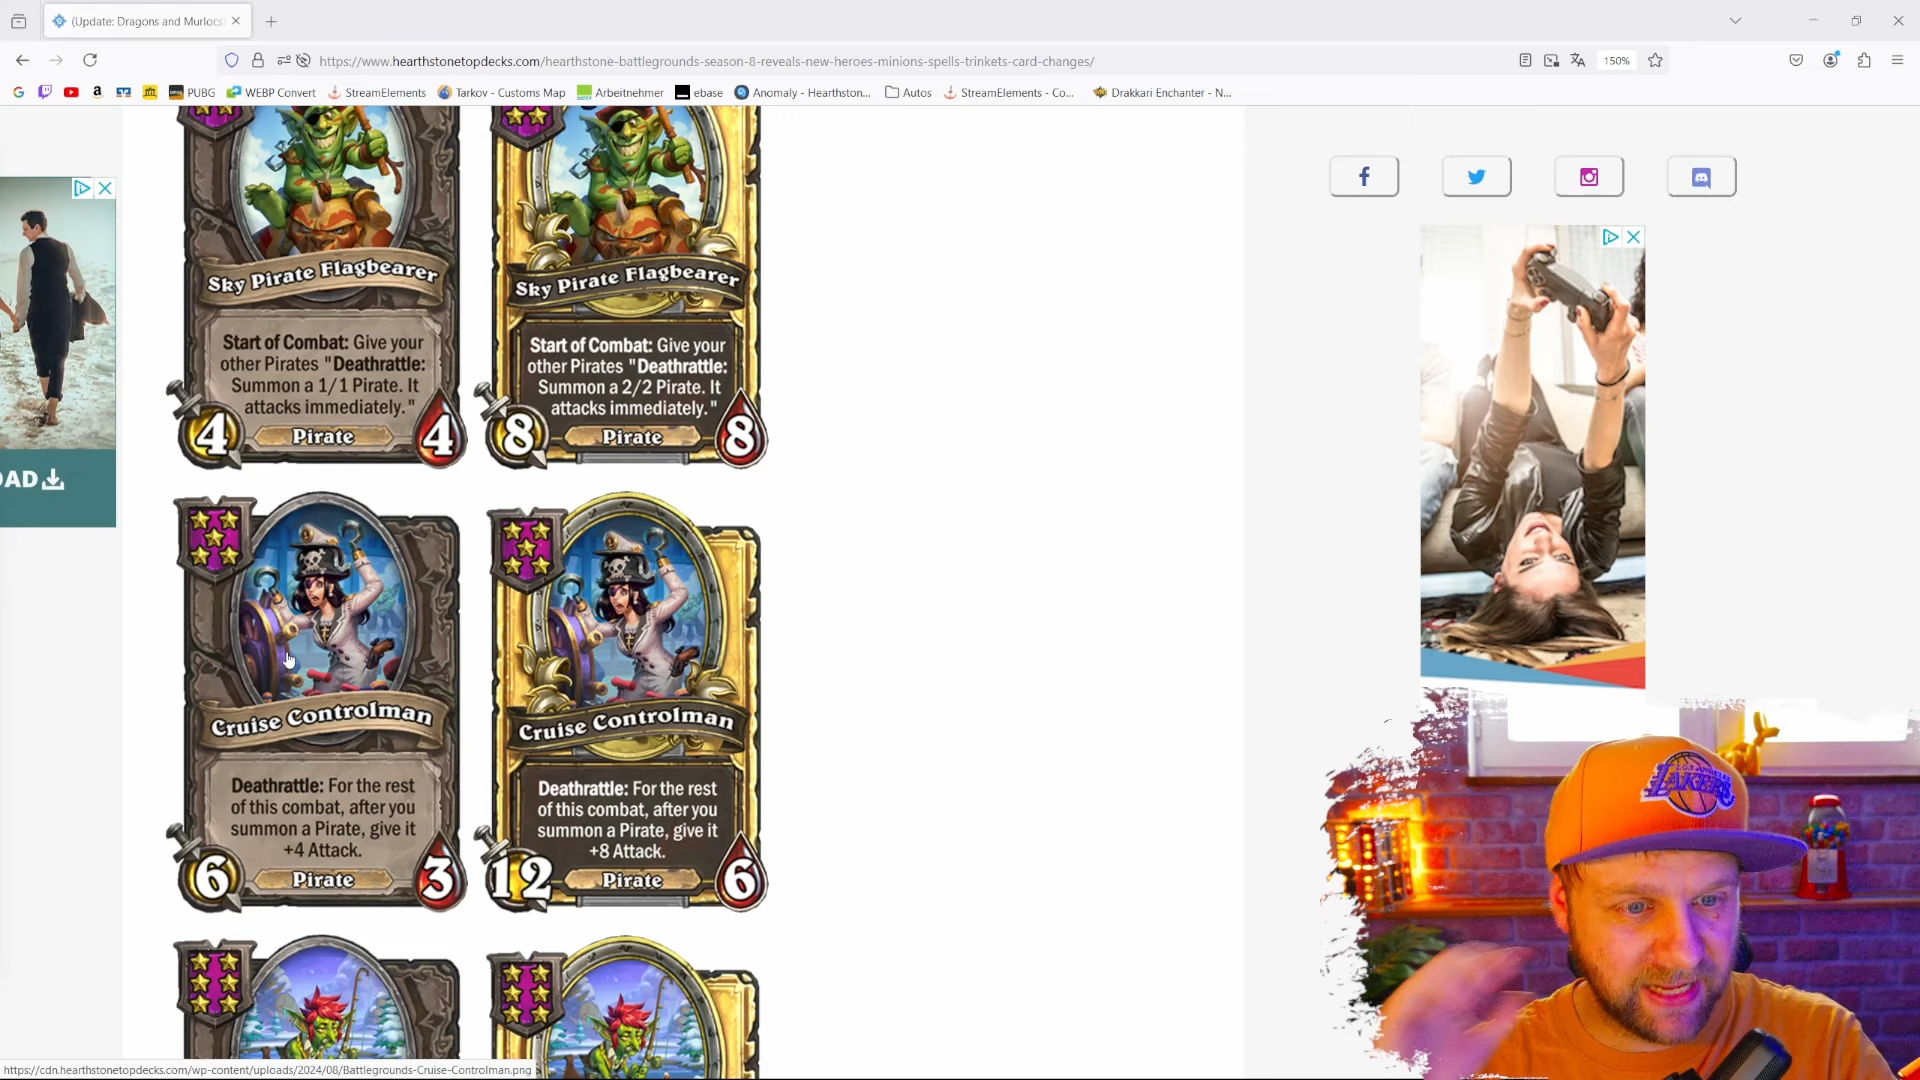 (Update: Dragons and Murlocs)
https://www.hearthstonetopdecks.com/hearthstone-battlegrounds-season-8-reveals-new-heroes-minions-spells-trinkets-card-changes/
150%
PUBG WEBP Convert StreamElements Tarkov - Customs Map Arbeitnehmer ebase Anomaly - Hearthston... Autos StreamElements - Co... Drakkari Enchanter - N...
Sky Pirate Flagbearer
Start of Combat: Give your
other Pirates "Deathrattle:
Summon a 1/1 Pirate. It
attacks immediately."
4 Pirate 4
Sky Pirate Flagbearer
Start of Combat: Give your
other Pirates "Deathrattle:
Summon a 2/2 Pirate. It
attacks immediately."
8 Pirate 8
OAD
Cruise Controlman
Deathrattle: For the rest
of this combat, after you
summon a Pirate, give it
+4 Attack.
6 Pirate 3
Cruise Controlman
Deathrattle: For the rest
of this combat, after you
summon a Pirate, give it
+8 Attack.
12 Pirate 6
LOS ANGELES
LAKERS
https://cdn.hearthstonetopdecks.com/wp-content/uploads/2024/08/Battlegrounds-Cruise-Controlman.png